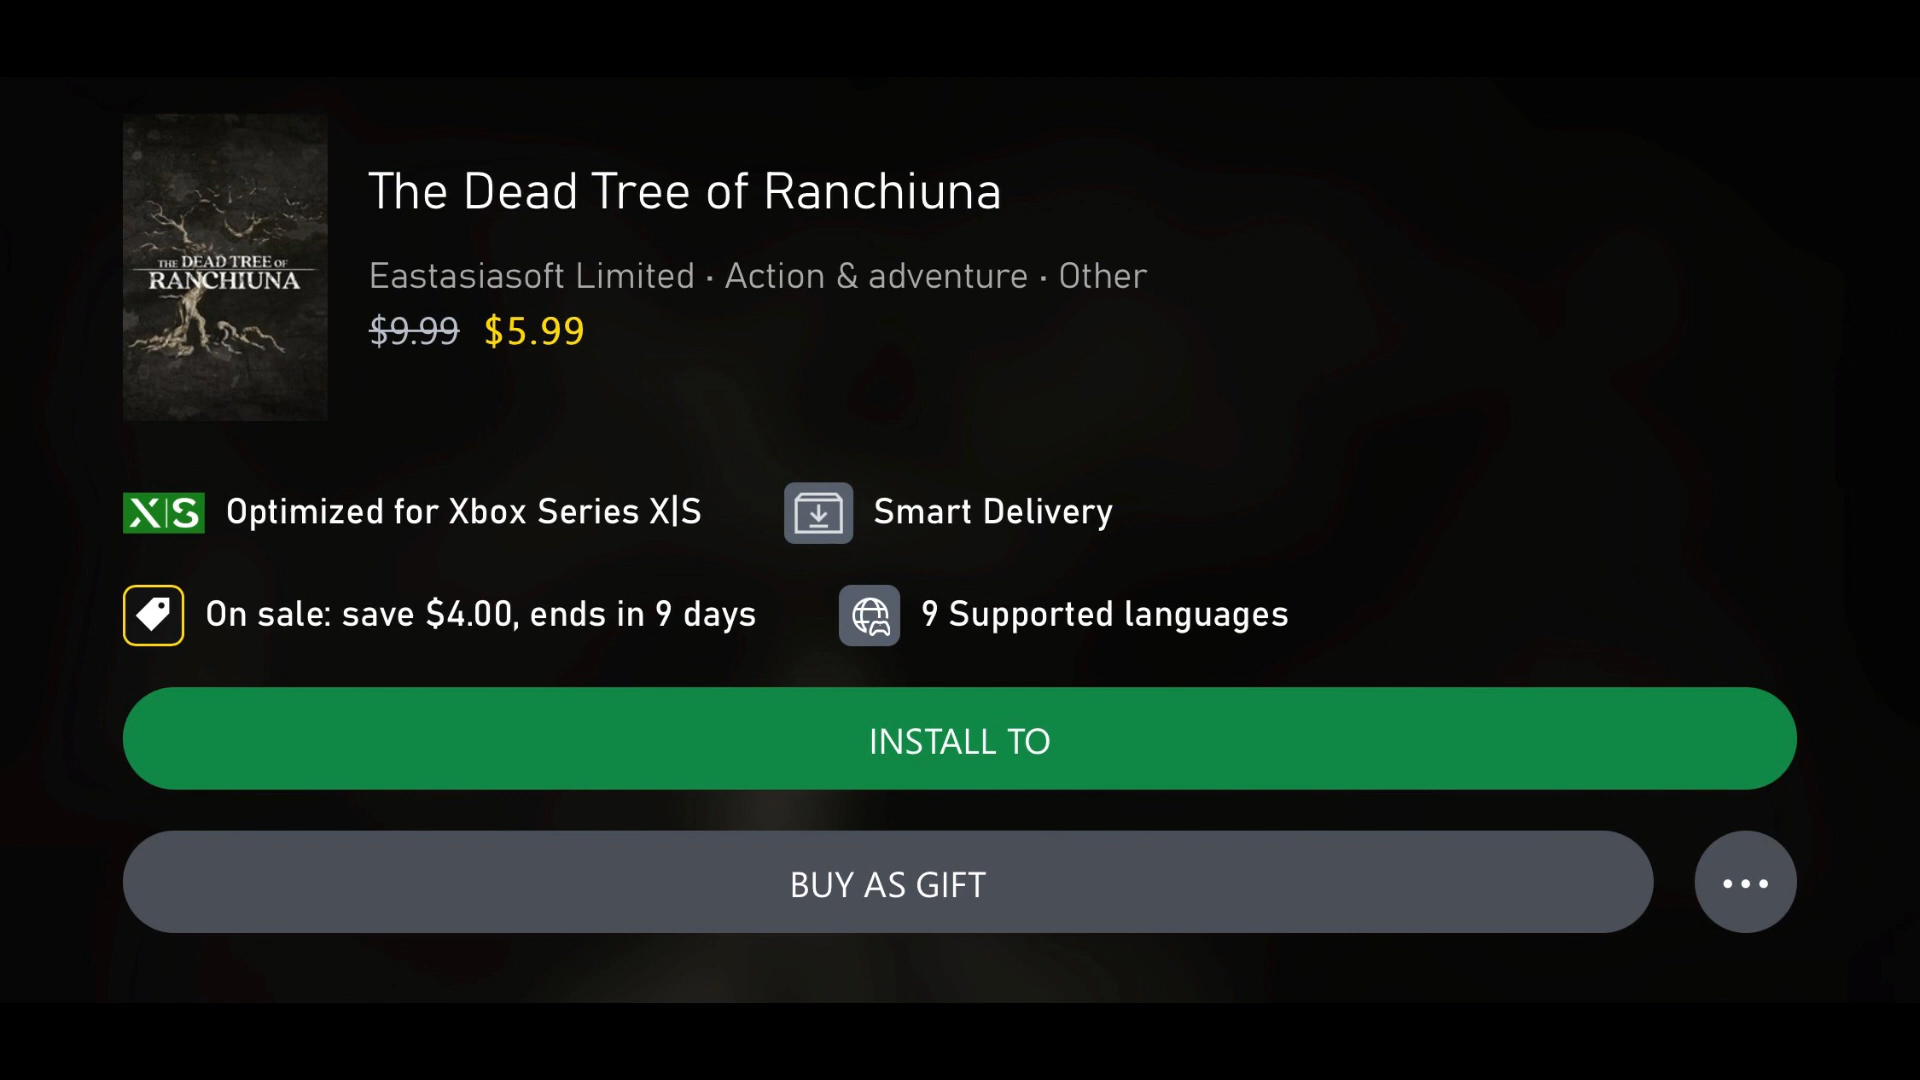 THE DEAD TREE OF
RANCHIUNA
The Dead Tree of Ranchiuna
Eastasiasoft Limited · Action & adventure · Other
$9.99 $5.99
X|S Optimized for Xbox Series X|S
Smart Delivery
On sale: save $4.00, ends in 9 days
9 Supported languages
INSTALL TO
BUY AS GIFT